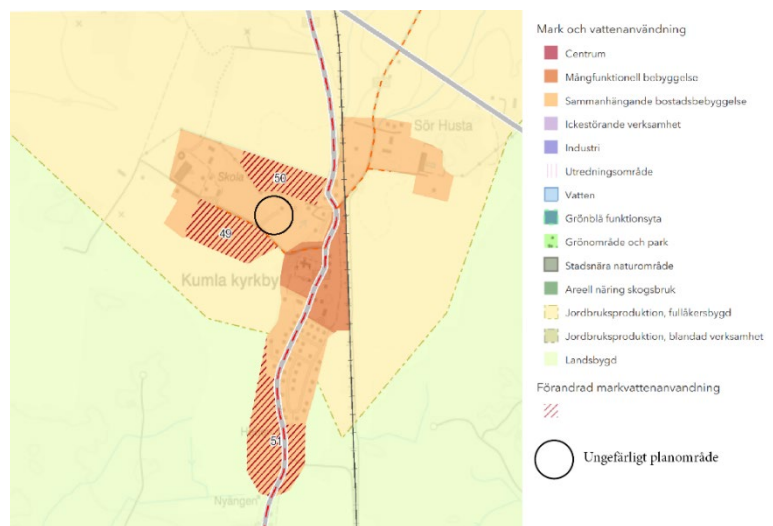 Mark och vattenanvändning
Centrum
Mångfunktionell bebyggelse
Sammanhängande bostadsbebyggelse
Ickestörande verksamhet
Industri
Utredningsområde
Vatten
Grönblå funktionsyta
Grönområde och park
Stadsnära naturområde
Areell näring skogsbruk
Jordbruksproduktion, fullåkersbygd
Jordbruksproduktion, blandad verksamhet
Landsbygd
Förändrad markvattenanvändning
Ungefärligt planområde
Sör Husta
Skola
50
49
Kumla kyrkby
51
Nyängen